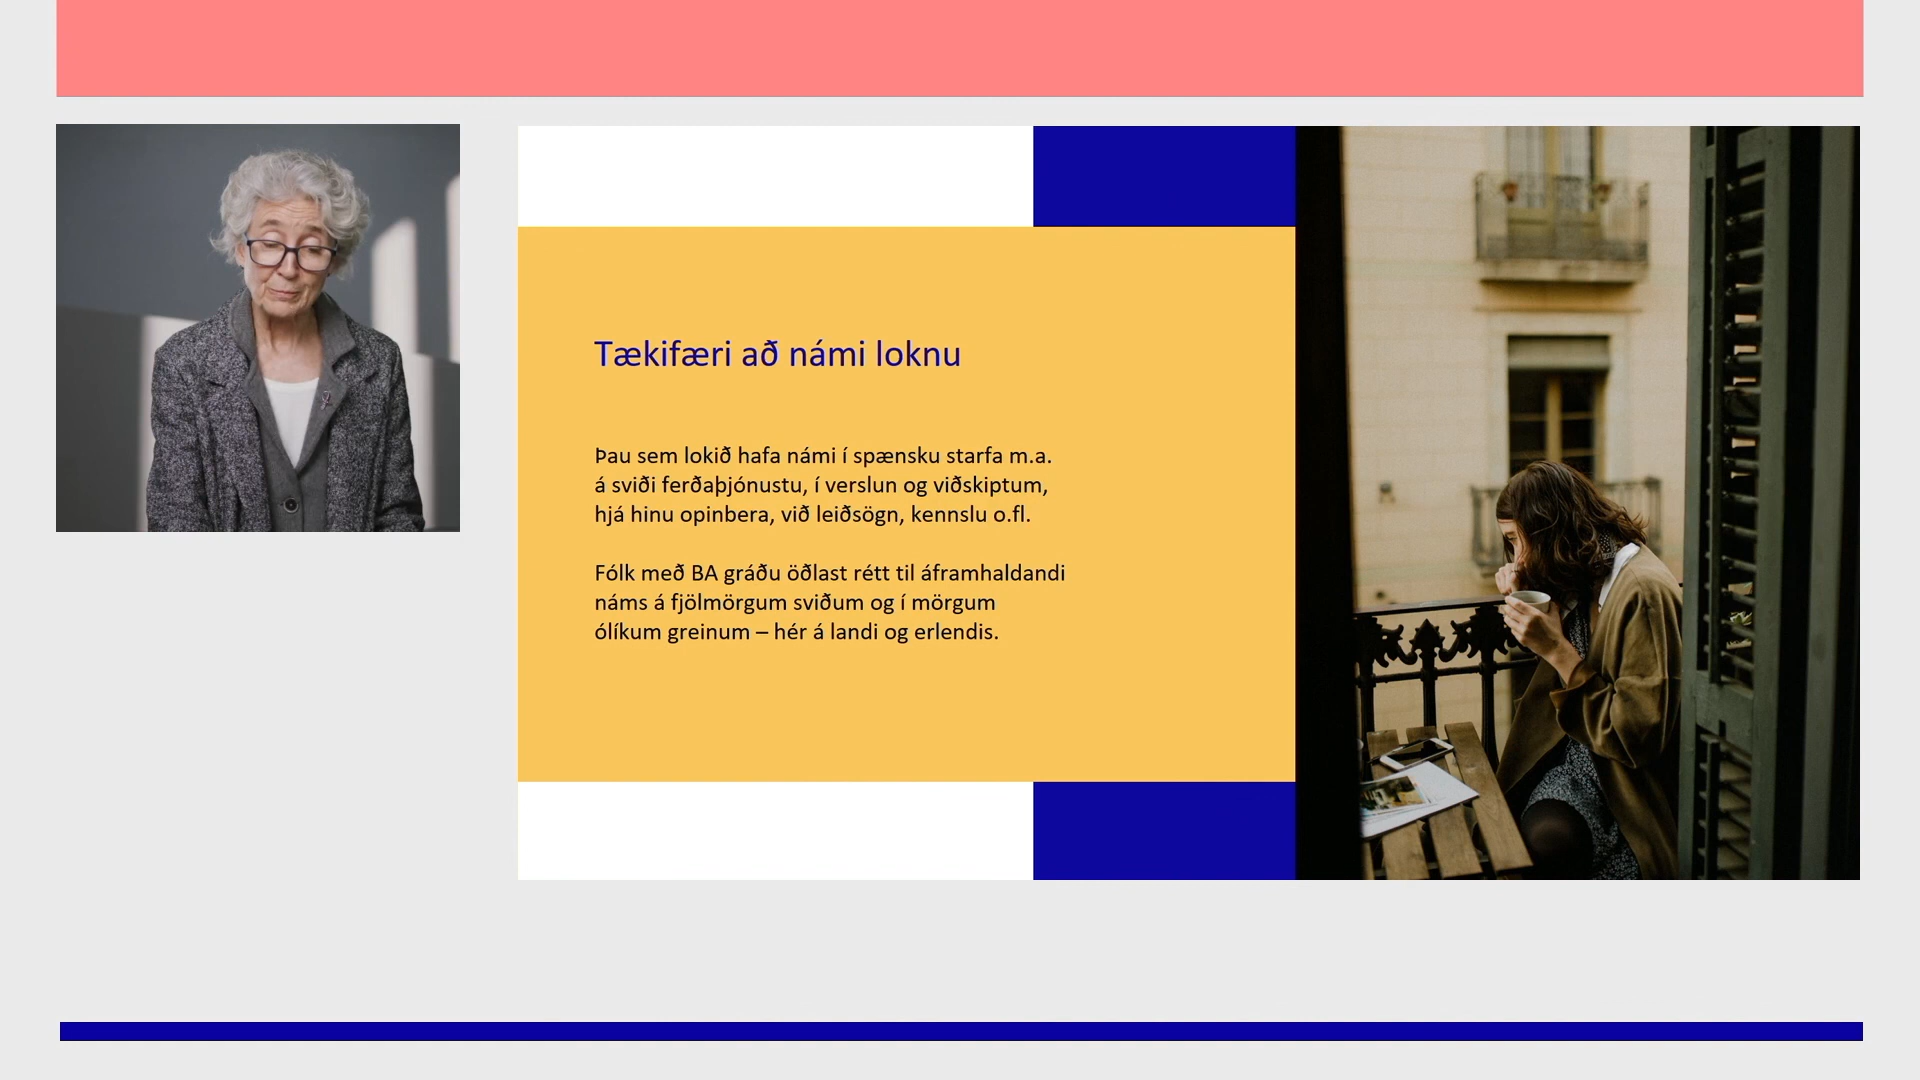 Tækifæri að námi loknu
Þau sem lokið hafa námi í spænsku starfa m.a.
á sviði ferðaþjónustu, í verslun og viðskiptum,
hjá hinu opinbera, við leiðsögn, kennslu o.fl.
Fólk með BA gráðu öðlast rétt til áframhaldandi
náms á fjölmörgum sviðum og í mörgum
ólíkum greinum – hér á landi og erlendis.